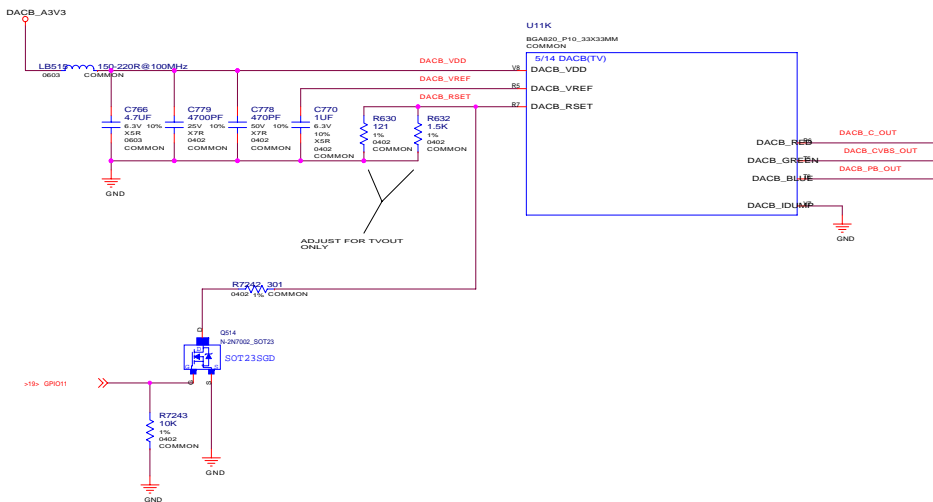 DACB_A3V3
LB515 150-220R@100MHz
0603 COMMON
C766
4.7UF
6.3V 10%
X5R
0603
COMMON
C779
4700PF
25V 10%
X7R
0402
COMMON
C778
470PF
50V 10%
X7R
0402
COMMON
C770
1UF
6.3V
10%
X5R
0402
COMMON
R630
121
1%
0402
COMMON
R632
1.5K
1%
0402
COMMON
GND
DACB_VDD
DACB_VREF
DACB_RSET
V8
R5
R7
U11K
BGA820_P10_33X33MM
COMMON
5/14 DACB(TV)
DACB_VDD
DACB_VREF
DACB_RSET
DACB_RED
DACB_GREEN
DACB_BLUE
DACB_IDUMP
DACB_C_OUT
DACB_CVBS_OUT
DACB_PB_OUT
GND
ADJUST FOR TVOUT
ONLY
R7242 301
0402 1% COMMON
D
Q514
N-2N7002_SOT23
SOT23SGD
G
S
>19> GPIO11
R7243
10K
1%
0402
COMMON
GND
GND